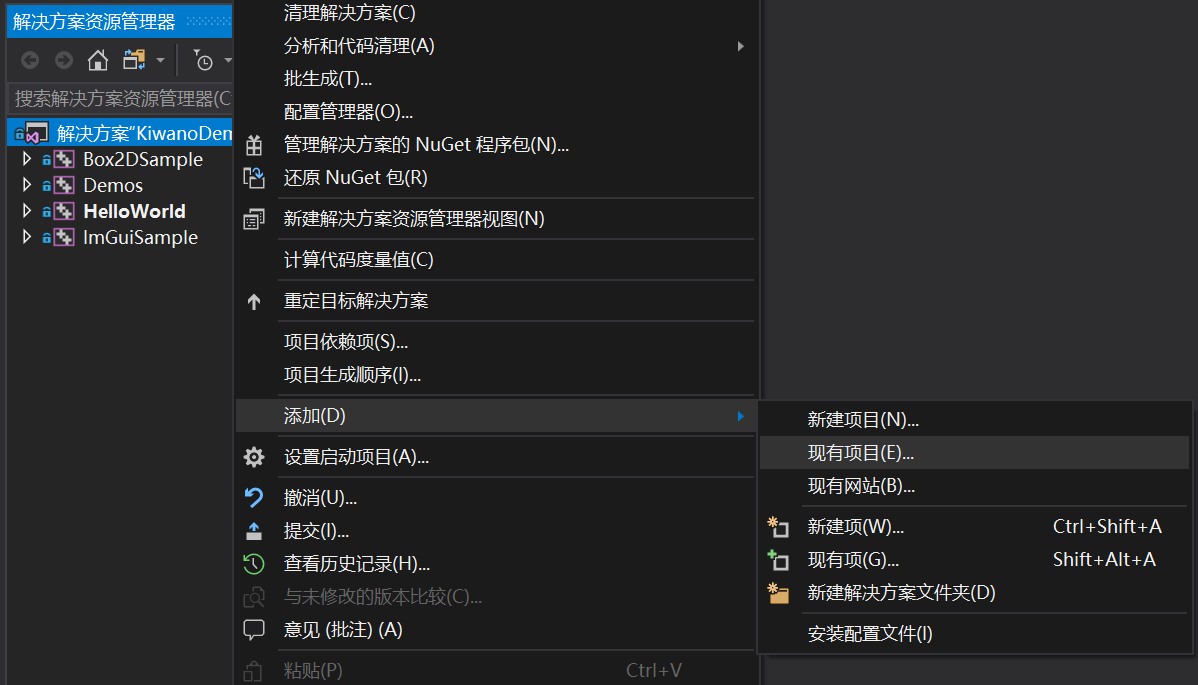 解决方案资源管理器
搜索解决方案资源管理器(C
解决方案"KiwanoDem
Box2DSample
Demos
HelloWorld
ImGuiSample
清理解决方案(C)
分析和代码清理(A)
批生成(T)...
配置管理器(O)...
管理解决方案的 NuGet 程序包(N)...
还原 NuGet 包(R)
新建解决方案资源管理器视图(N)
计算代码度量值(C)
重定目标解决方案
项目依赖项(S)...
项目生成顺序(I)...
添加(D)
设置启动项目(A)...
撤消(U)...
提交(I)...
查看历史记录(H)...
与未修改的版本比较(C)...
意见 (批注) (A)
粘贴(P) Ctrl+V
新建项目(N)...
现有项目(E)...
现有网站(B)...
新建项(W)... Ctrl+Shift+A
现有项(G)... Shift+Alt+A
新建解决方案文件夹(D)
安装配置文件(I)